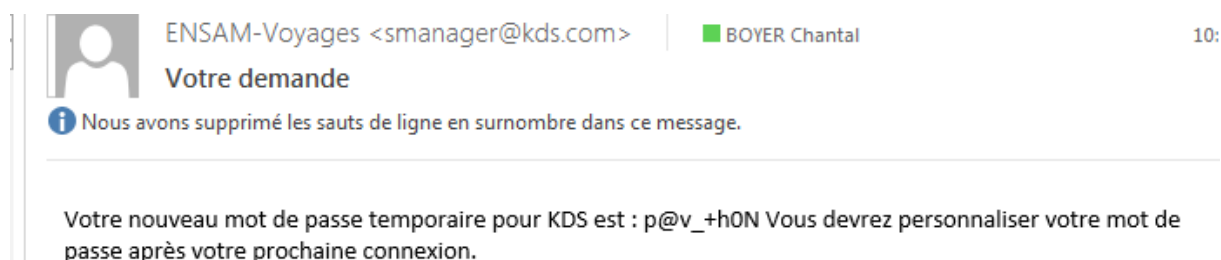 ENSAM-Voyages <smanager@kds.com> BOYER Chantal 10:
Votre demande
Nous avons supprimé les sauts de ligne en surnombre dans ce message.
Votre nouveau mot de passe temporaire pour KDS est : p@v_+h0N Vous devrez personnaliser votre mot de
passe après votre prochaine connexion.